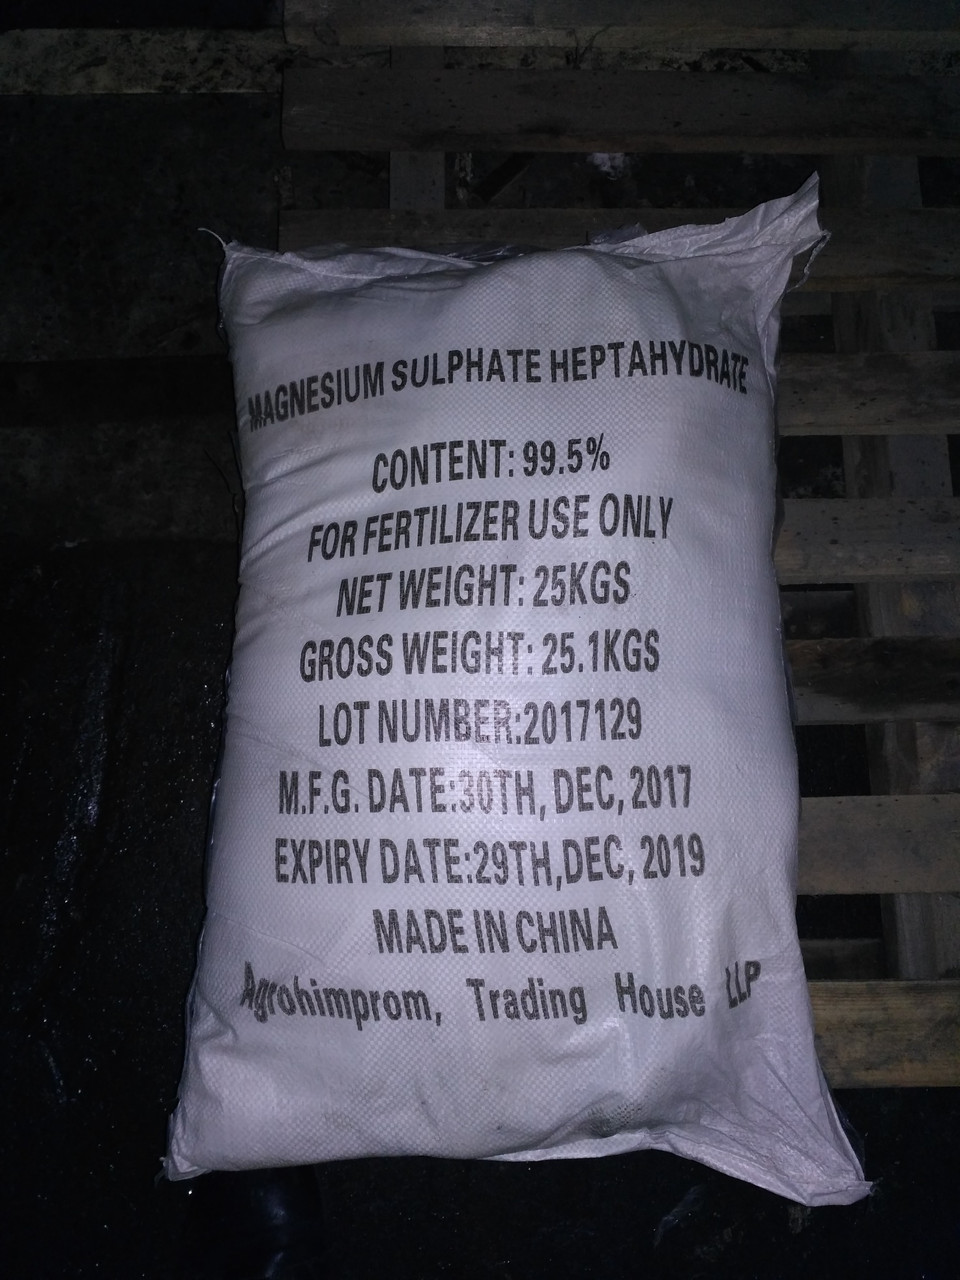 MAGNESIUM SULPHATE HEPTAHYDRATE
CONTENT: 99.5%
FOR FERTILIZER USE ONLY
NET WEIGHT: 25KGS
GROSS WEIGHT: 25.1KGS
LOT NUMBER:2017129
M.F.G. DATE:30TH, DEC, 2017
EXPIRY DATE:29TH,DEC, 2019
MADE IN CHINA
Agrohimprom, Trading House LLP